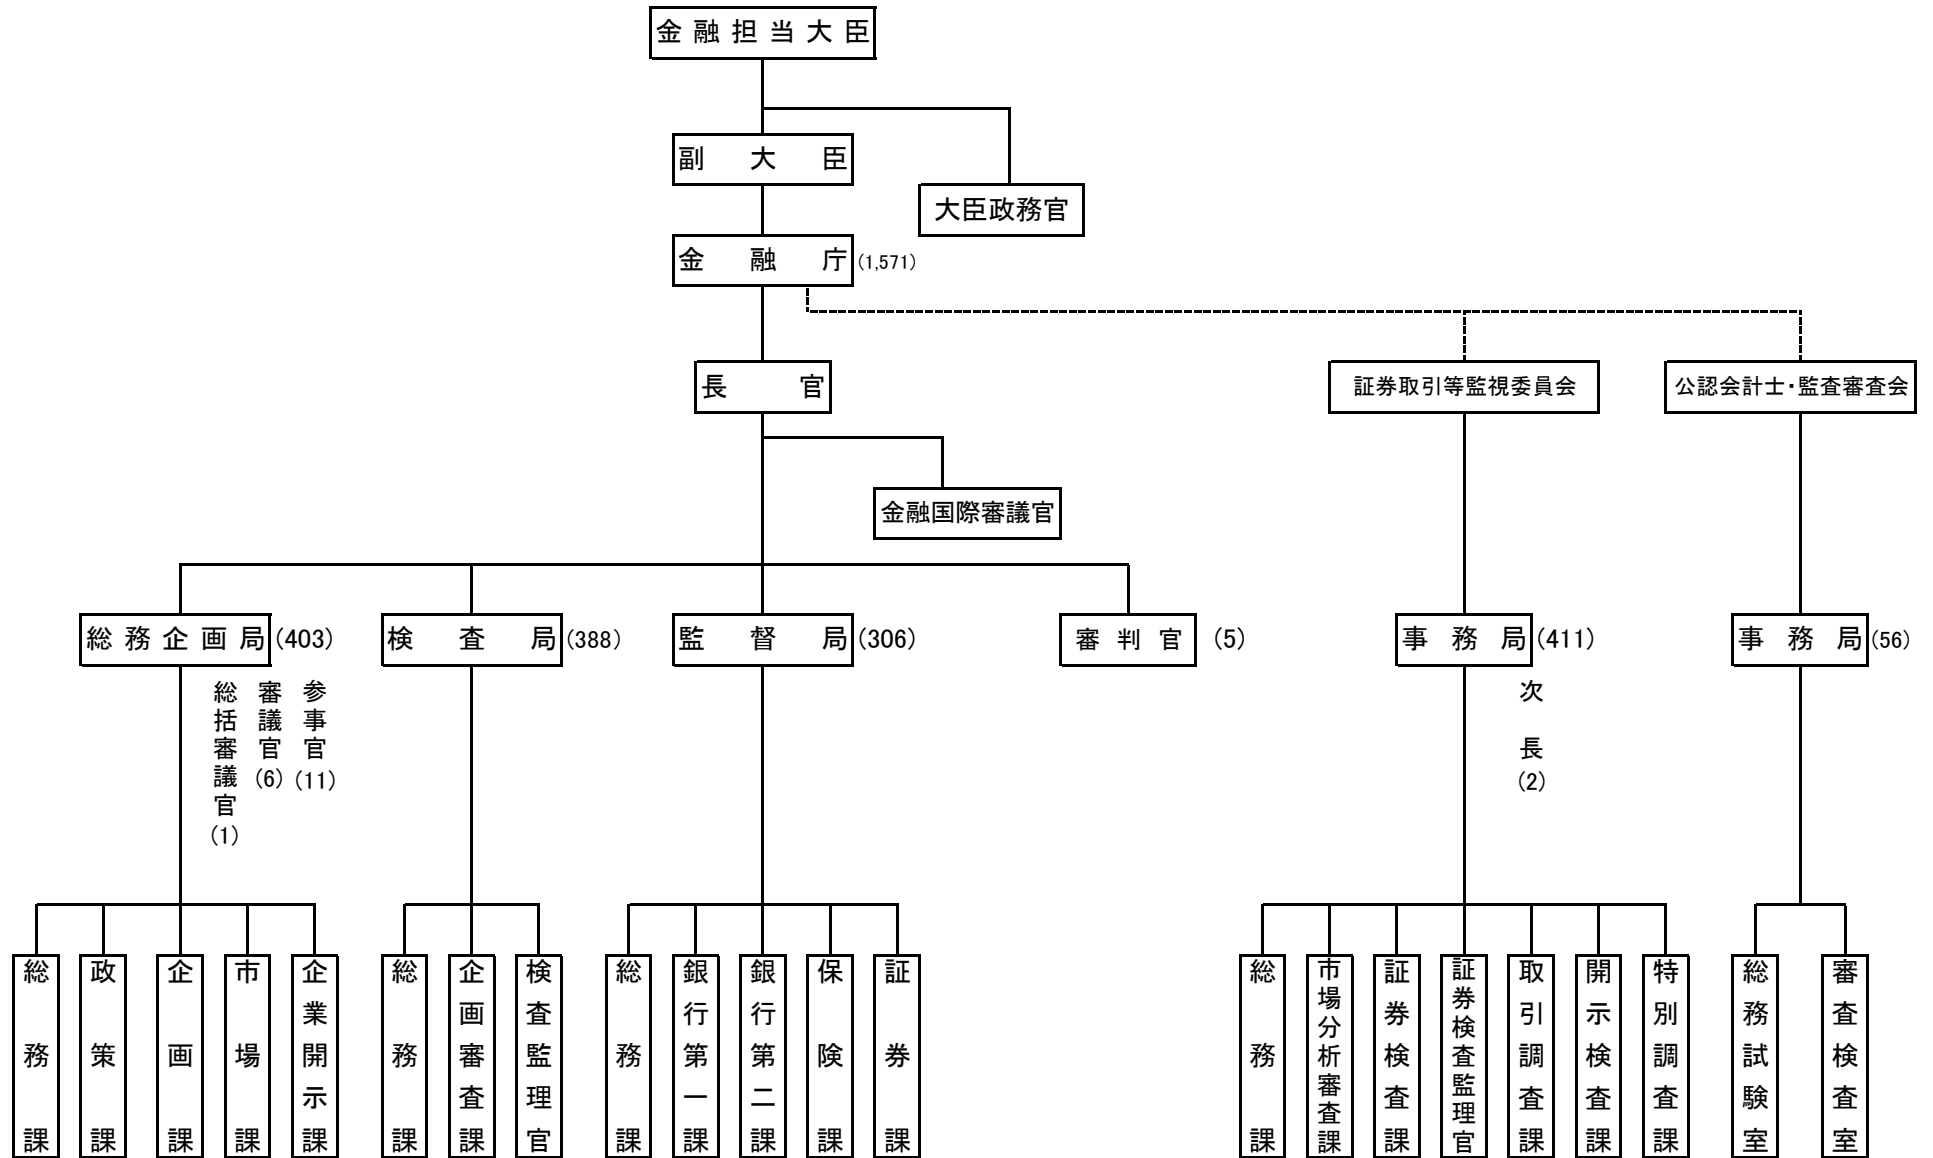 金融担当大臣
副大臣
大臣政務官
金融庁(1,571)
長官
証券取引等監視委員会
公認会計士・監査審査会
金融国際審議官
総務企画局(403)
検査局(388)
監督局(306)
審判官(5)
事務局(411)
事務局(56)
総括審議官(1)
審議官(6)
参事官(11)
次長(2)
総務課
政策課
企画課
市場課
企業開示課
総務課
企画審査課
検査監理官
総務課
銀行第一課
銀行第二課
保険課
証券課
総務課
市場分析審査課
証券検査課
証券検査監理官
取引調査課
開示検査課
特別調査課
総務試験室
審査検査室